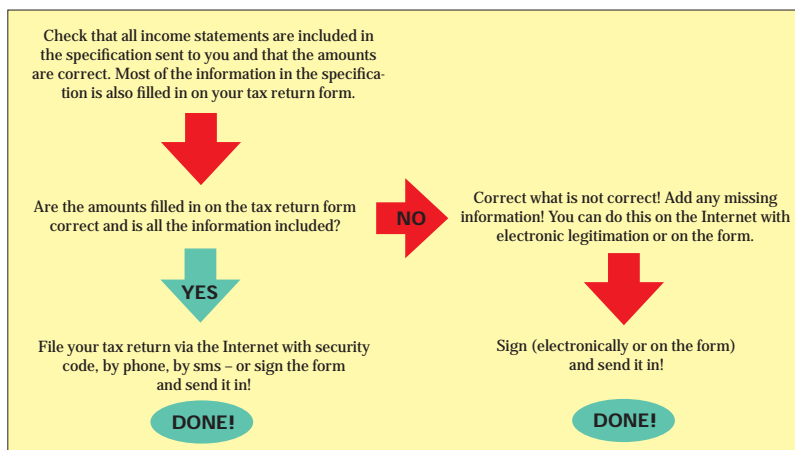 Check that all income statements are included in
the specification sent to you and that the amounts
are correct. Most of the information in the specifica-
tion is also filled in on your tax return form.
Are the amounts filled in on the tax return form
correct and is all the information included?
NO
Correct what is not correct! Add any missing
information! You can do this on the Internet with
electronic legitimation or on the form.
YES
File your tax return via the Internet with security
code, by phone, by sms – or sign the form
and send it in!
DONE!
Sign (electronically or on the form)
and send it in!
DONE!